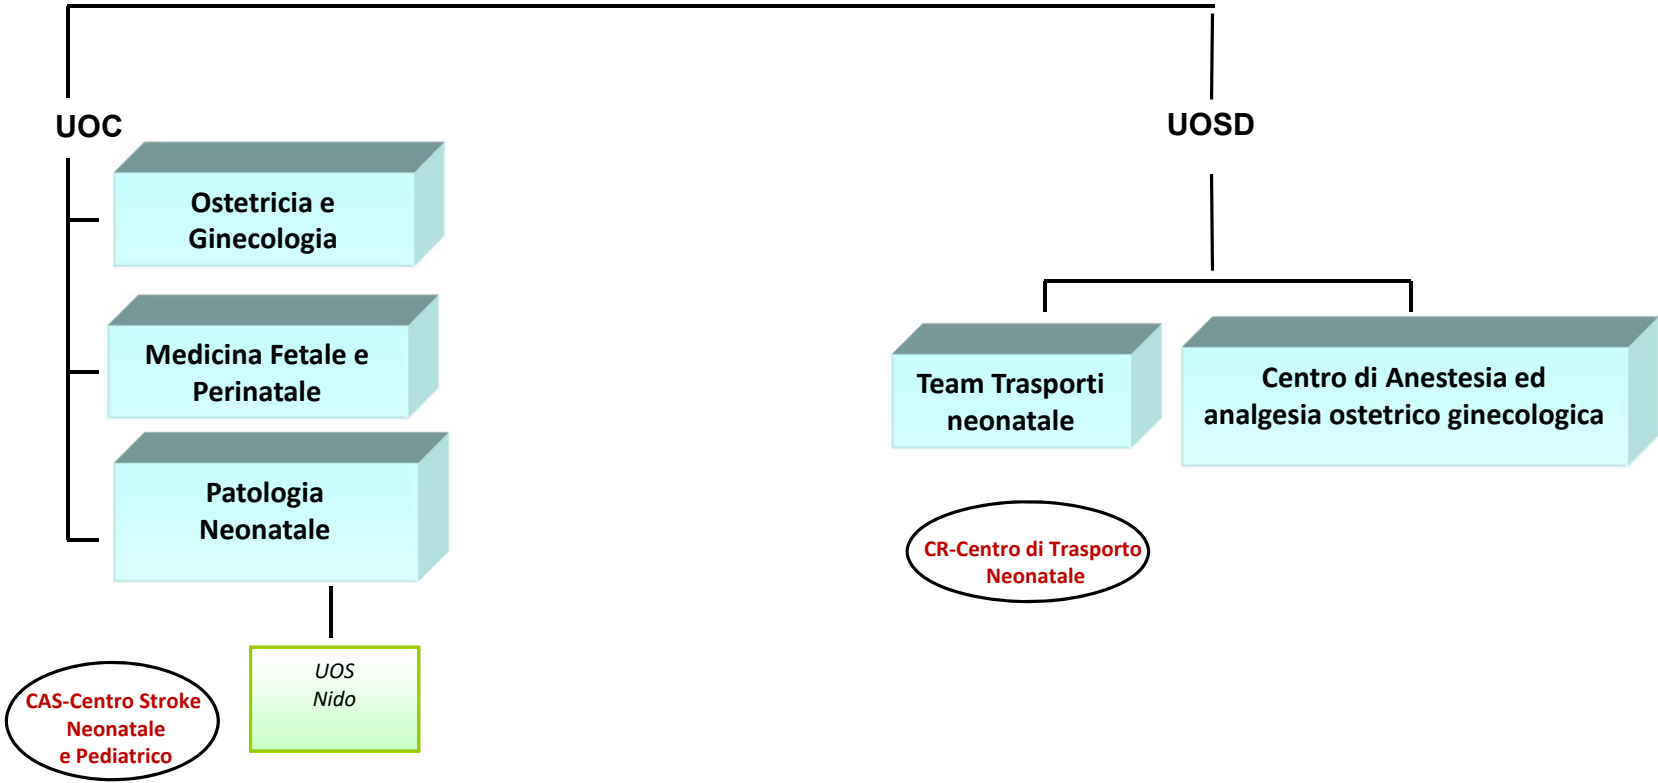 UOC
UOSD
Ostetricia e
Ginecologia
Medicina Fetale e
Perinatale
Patologia
Neonatale
UOS
Nido
CAS-Centro Stroke
Neonatale
e Pediatrico
Team Trasporti
neonatale
Centro di Anestesia ed
analgesia ostetrico ginecologica
CR-Centro di Trasporto
Neonatale